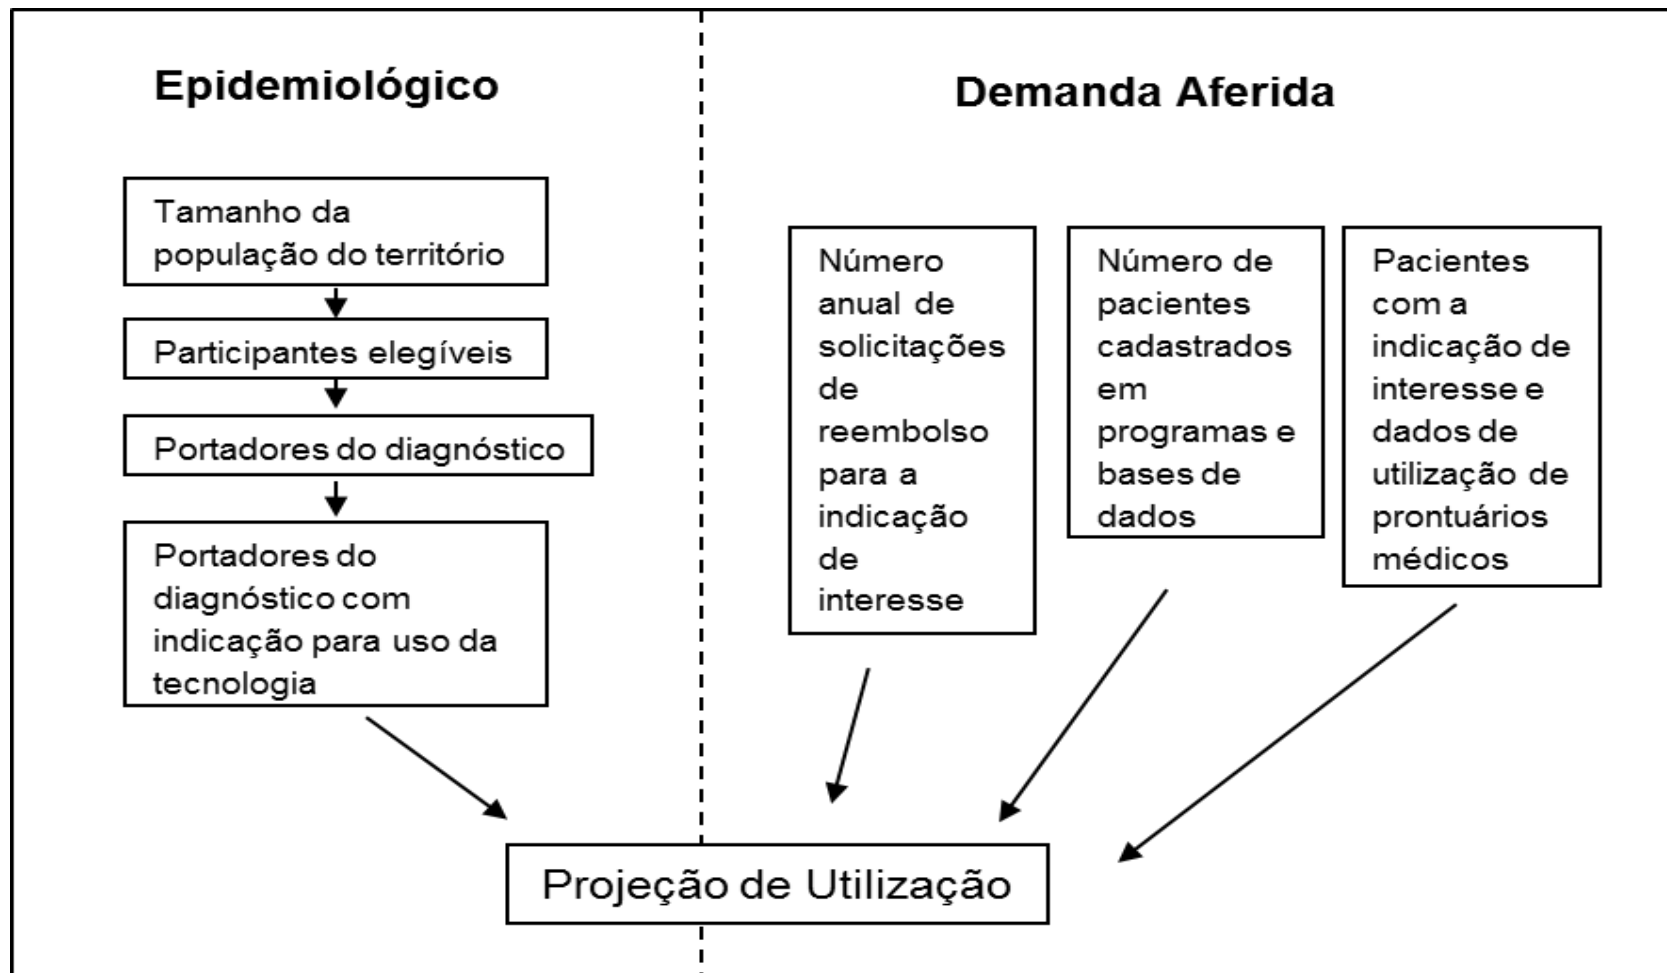 Epidemiológico
Tamanho da
população do território
Participantes elegíveis
Portadores do diagnóstico
Portadores do
diagnóstico com
indicação para uso da
tecnologia
Demanda Aferida
Número
anual de
solicitações
de
reembolso
para a
indicação
de
interesse
Número de
pacientes
cadastrados
em
programas e
bases de
dados
Pacientes
com a
indicação de
interesse e
dados de
utilização de
prontuários
médicos
Projeção de Utilização